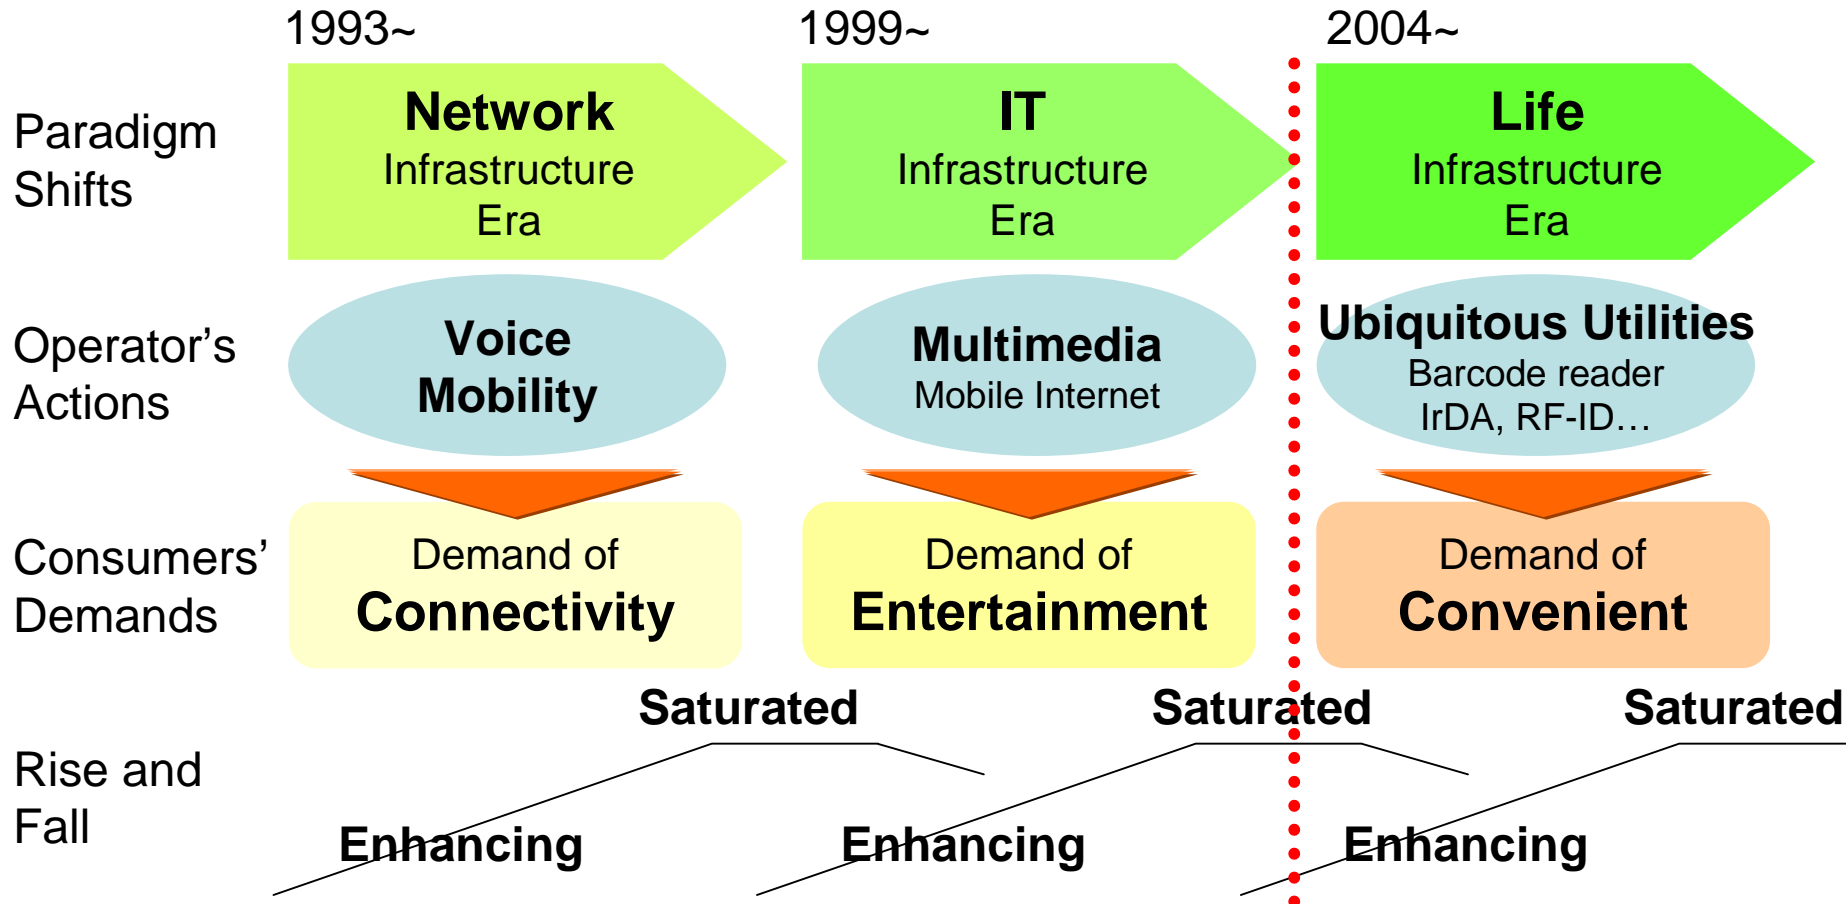 1993~
1999~
2004~
Paradigm
Shifts
Network
Infrastructure
Era
IT
Infrastructure
Era
Life
Infrastructure
Era
Operator’s
Actions
Voice
Mobility
Multimedia
Mobile Internet
Ubiquitous Utilities
Barcode reader
IrDA, RF-ID…
Consumers’
Demands
Demand of
Connectivity
Demand of
Entertainment
Demand of
Convenient
Rise and
Fall
Saturated
Saturated
Saturated
Enhancing
Enhancing
Enhancing